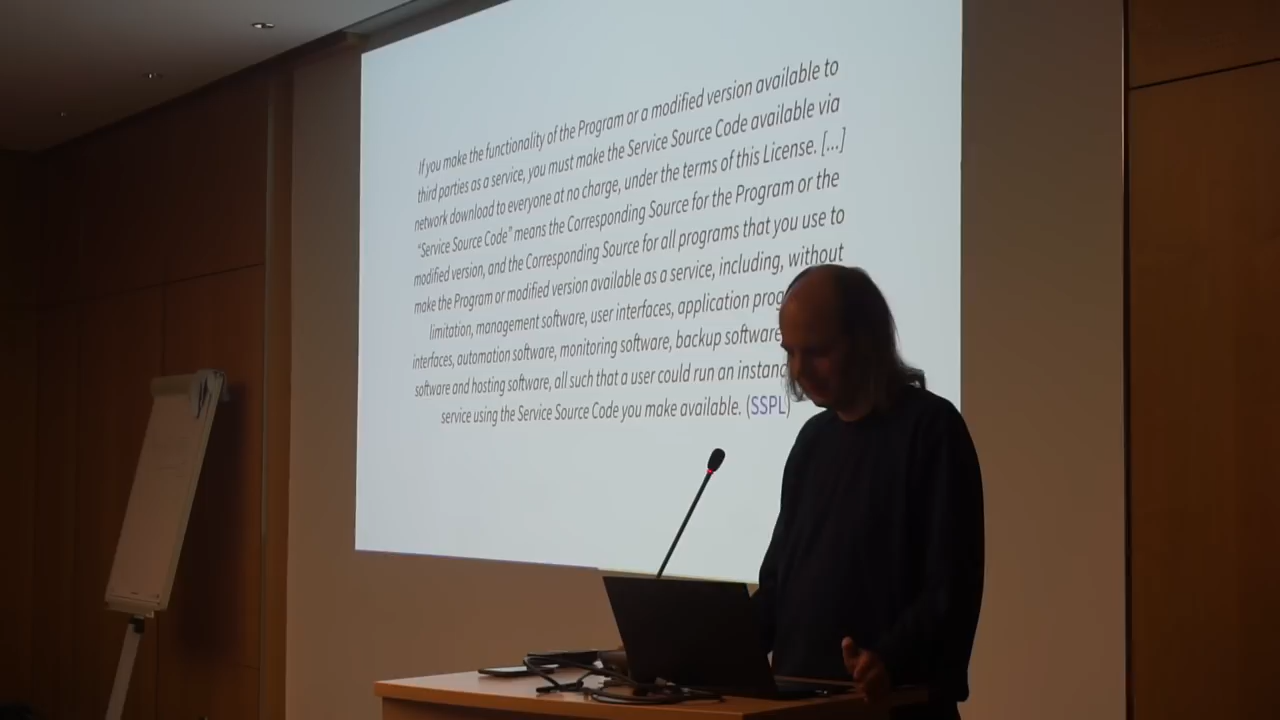 If you make the functionality of the Program or a modified version available to
third parties as a service, you must make the Service Source Code available via
network download to everyone at no charge, under the terms of this License. [...]
“Service Source Code” means the Corresponding Source for the Program or the
modified version, and the Corresponding Source for all programs that you use to
make the Program or modified version available as a service, including, without
limitation, management software, user interfaces, application prog
interfaces, automation software, monitoring software, backup software
software and hosting software, all such that a user could run an instanc
service using the Service Source Code you make available. (SSPL)